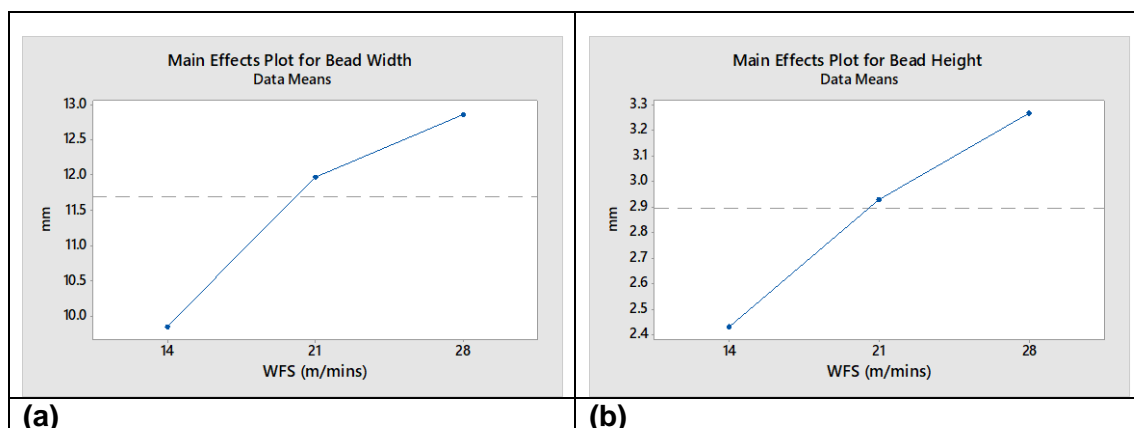 Main Effects Plot for Bead Width
Data Means
13.0
12.5
12.0
11.5
11.0
10.5
10.0
mm
14 21 28
WFS (m/mins)
(a)
Main Effects Plot for Bead Height
Data Means
3.3
3.2
3.1
3.0
2.9
2.8
2.7
2.6
2.5
2.4
mm
14 21 28
WFS (m/mins)
(b)